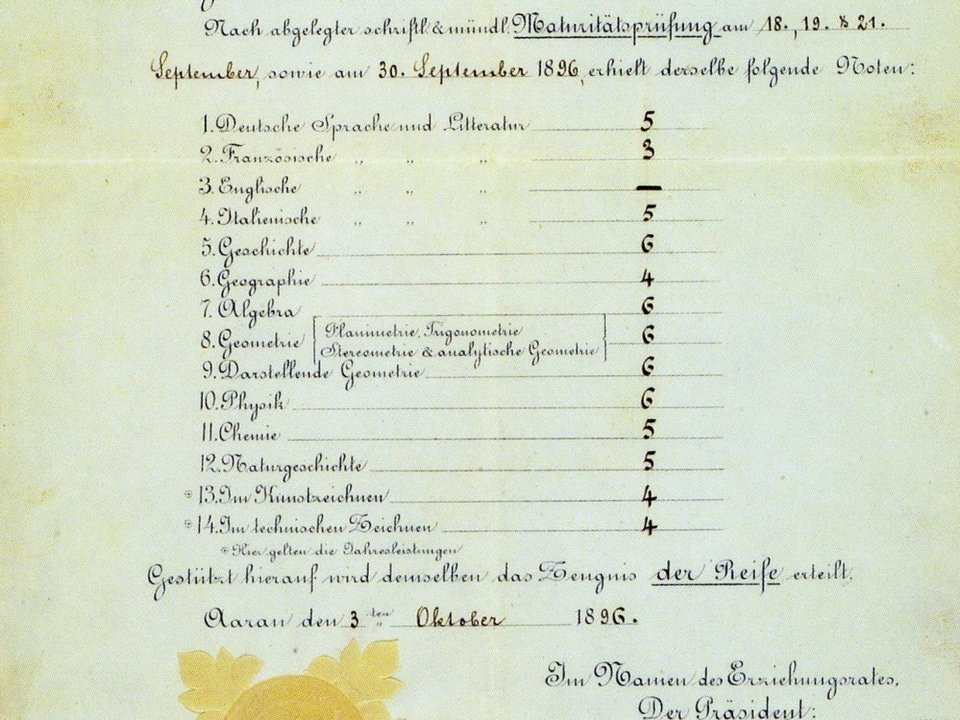 Nach abgelegter schriftl. & mündl. Maturitätsprüfung am 18., 19. & 21.
September, sowie am 30. September 1896, erhielt derselbe folgende Noten:
1. Deutsche Sprache und Litteratur 5
2. Französische " " " 3
3. Englische " " " —
4. Italienische " " " 5
5. Geschichte 6
6. Geographie 4
7. Algebra 6
8. Geometrie { Planimetrie, Trigonometrie } 6
Stereometrie & analytische Geometrie
9. Darstellende Geometrie 6
10. Physik 6
11. Chemie 5
12. Naturgeschichte 5
* 13. Im Kunstzeichnen 4
* 14. Im technischen Zeichnen 4
* Hier gelten die Jahresleistungen
Gestützt hierauf wird demselben das Zeugnis der Reife erteilt.
Aarau den 3ten Oktober 1896.
Im Namen des Erziehungsrates,
Der Präsident: